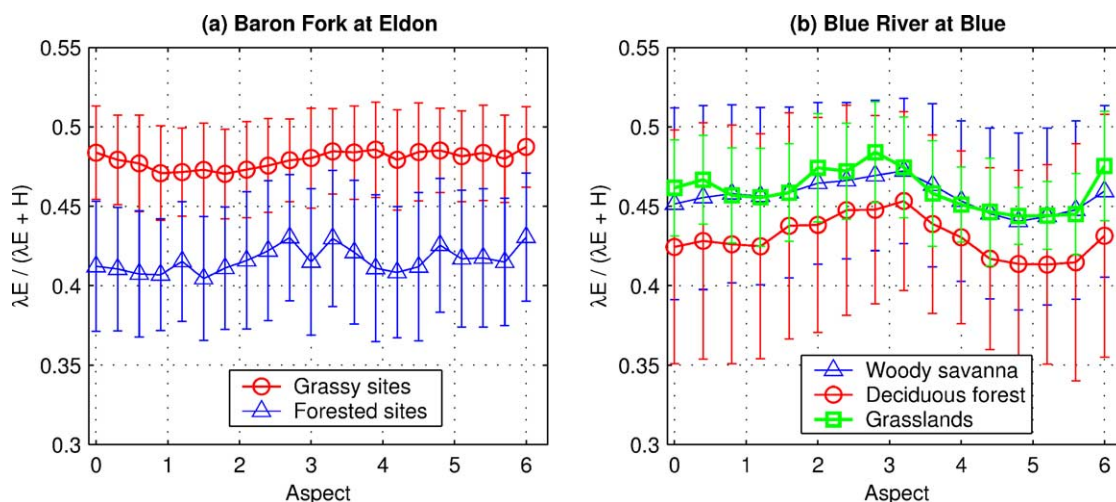 (a) Baron Fork at Eldon
0.55
0.5
0.45
0.4
0.35
0.3
λE / (λE + H)
0 1 2 3 4 5 6
Aspect
Grassy sites
Forested sites
(b) Blue River at Blue
0.55
0.5
0.45
0.4
0.35
0.3
λE / (λE + H)
0 1 2 3 4 5 6
Aspect
Woody savanna
Deciduous forest
Grasslands